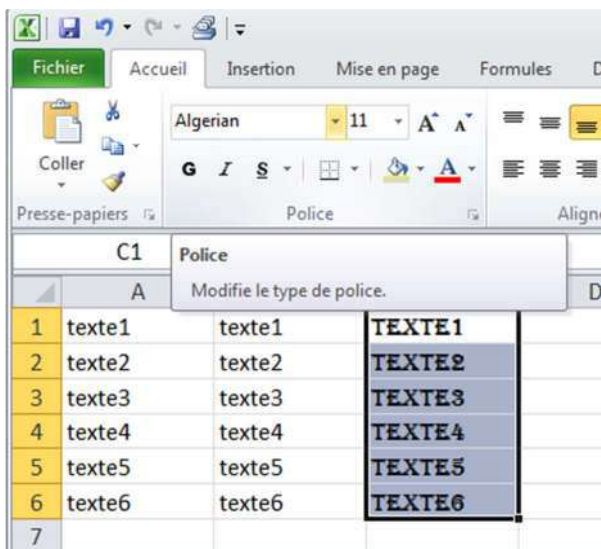 Fichier Accueil Insertion Mise en page Formules
Algerian 11 A A
Coller G I S A
Presse-papiers Police
C1 Police
Modifie le type de police.
A D
1 texte1 texte1 TEXTE1
2 texte2 texte2 TEXTE2
3 texte3 texte3 TEXTE3
4 texte4 texte4 TEXTE4
5 texte5 texte5 TEXTE5
6 texte6 texte6 TEXTE6
7